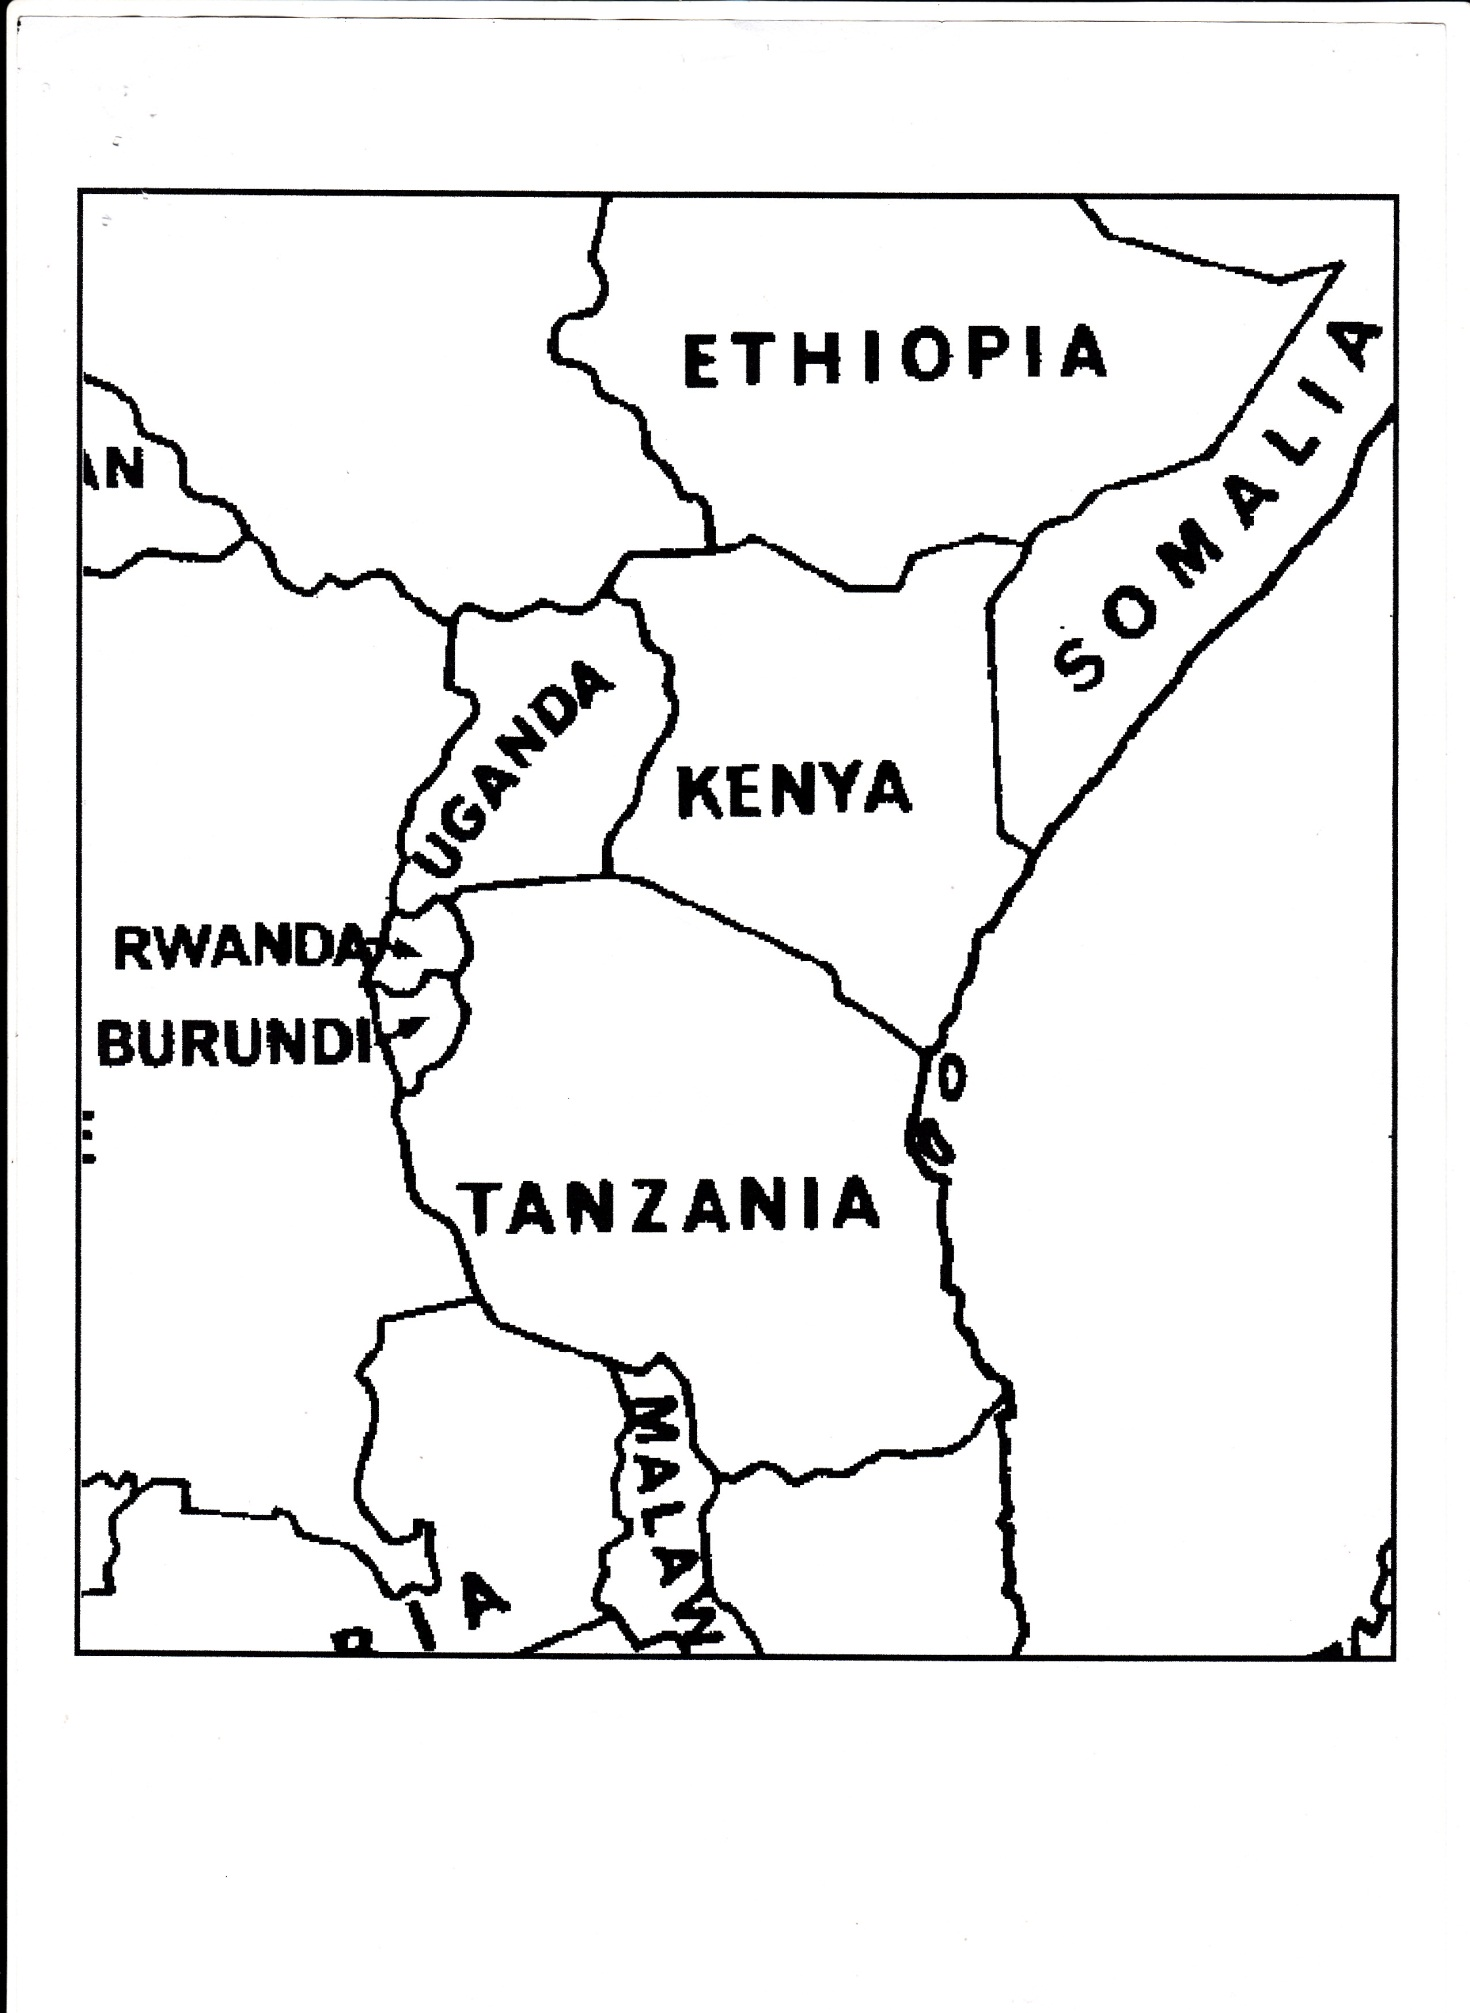 ETHIOPIA
SOMALIA
AN
UGANDA
KENYA
RWANDA
BURUNDI
E
TANZANIA
MALAW
IA